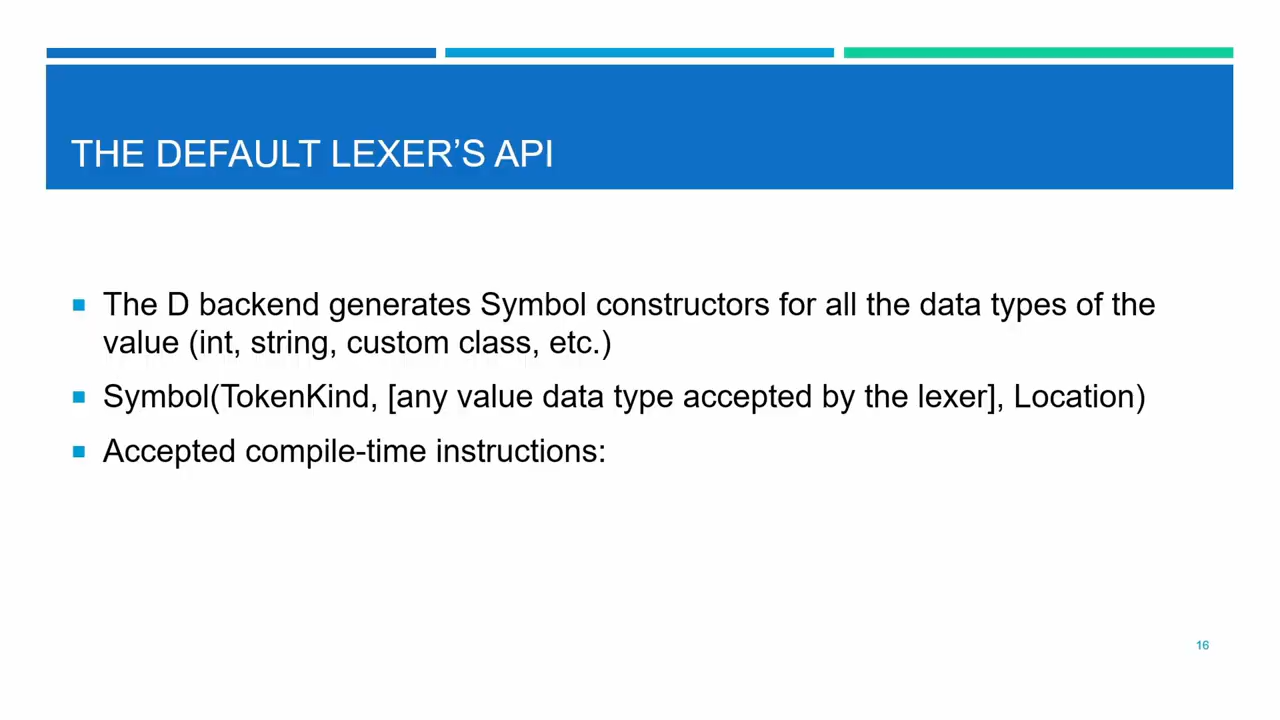 THE DEFAULT LEXER’S API
The D backend generates Symbol constructors for all the data types of the
value (int, string, custom class, etc.)
Symbol(TokenKind, [any value data type accepted by the lexer], Location)
Accepted compile-time instructions:
16